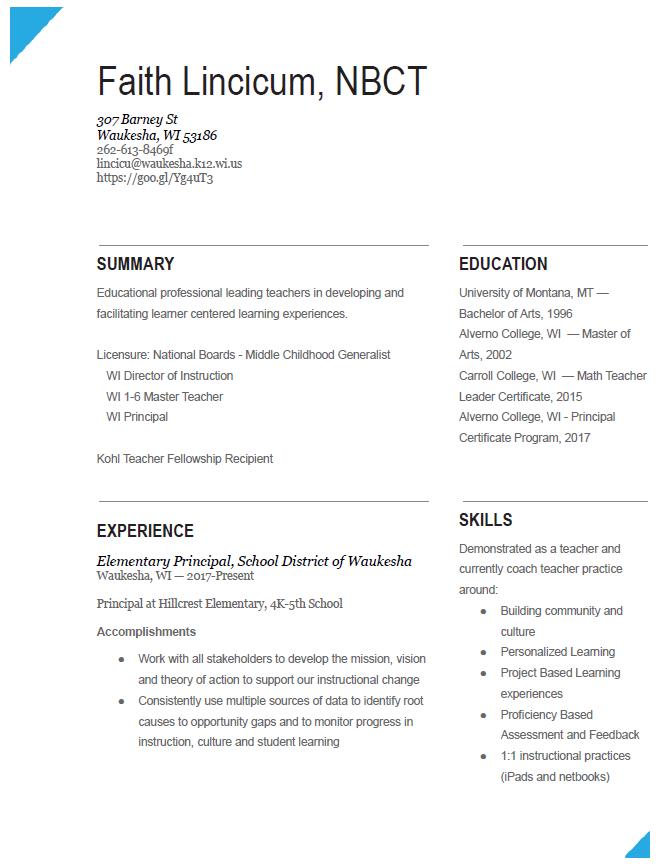 Faith Lincicum, NBCT
307 Barney St
Waukesha, WI 53186
262-613-8469f
lincicu@waukesha.k12.wi.us
https://goo.gl/Yg4uT3
SUMMARY
Educational professional leading teachers in developing and
facilitating learner centered learning experiences.
Licensure: National Boards - Middle Childhood Generalist
WI Director of Instruction
WI 1-6 Master Teacher
WI Principal
Kohl Teacher Fellowship Recipient
EXPERIENCE
Elementary Principal, School District of Waukesha
Waukesha, WI — 2017-Present
Principal at Hillcrest Elementary, 4K-5th School
Accomplishments
● Work with all stakeholders to develop the mission, vision
and theory of action to support our instructional change
● Consistently use multiple sources of data to identify root
causes to opportunity gaps and to monitor progress in
instruction, culture and student learning
EDUCATION
University of Montana, MT —
Bachelor of Arts, 1996
Alverno College, WI — Master of
Arts, 2002
Carroll College, WI — Math Teacher
Leader Certificate, 2015
Alverno College, WI - Principal
Certificate Program, 2017
SKILLS
Demonstrated as a teacher and
currently coach teacher practice
around:
● Building community and
culture
● Personalized Learning
● Project Based Learning
experiences
● Proficiency Based
Assessment and Feedback
● 1:1 instructional practices
(iPads and netbooks)